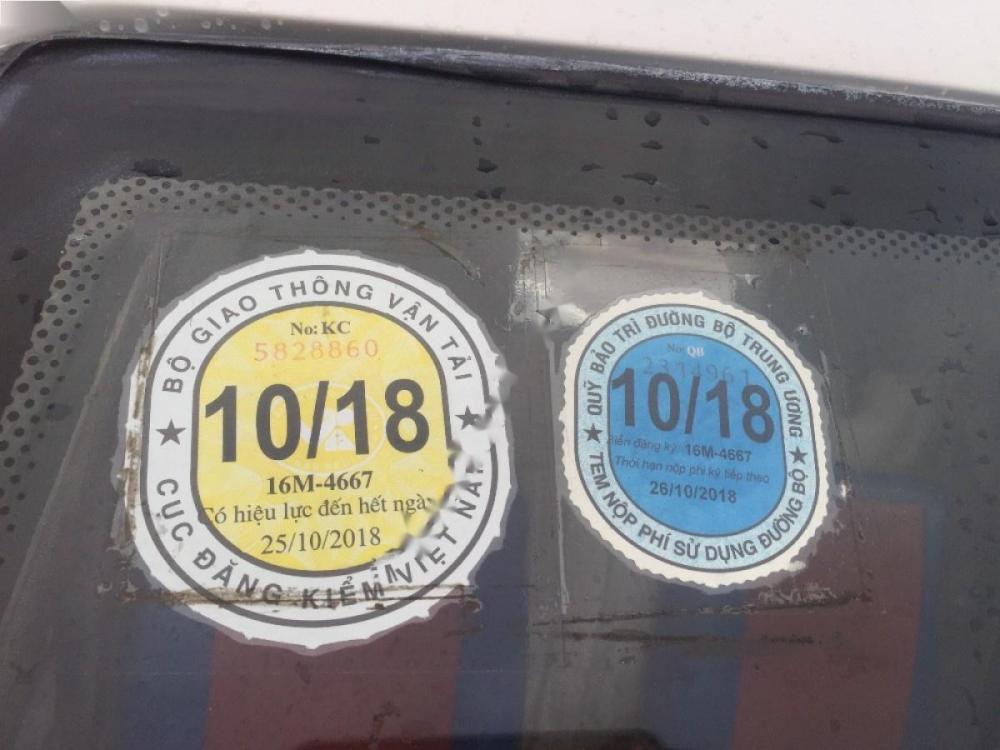 BỘ GIAO THÔNG VẬN TẢI
No: KC
5828860
10/18
16M-4667
Có hiệu lực đến hết ngày
25/10/2018
CỤC ĐĂNG KIỂM VIỆT NAM
QUỸ BẢO TRÌ ĐƯỜNG BỘ TRUNG ƯƠNG
No: QB
2314961
10/18
Biển đăng ký: 16M-4667
Thời hạn nộp phí kỳ tiếp theo
26/10/2018
TEM NỘP PHÍ SỬ DỤNG ĐƯỜNG BỘ